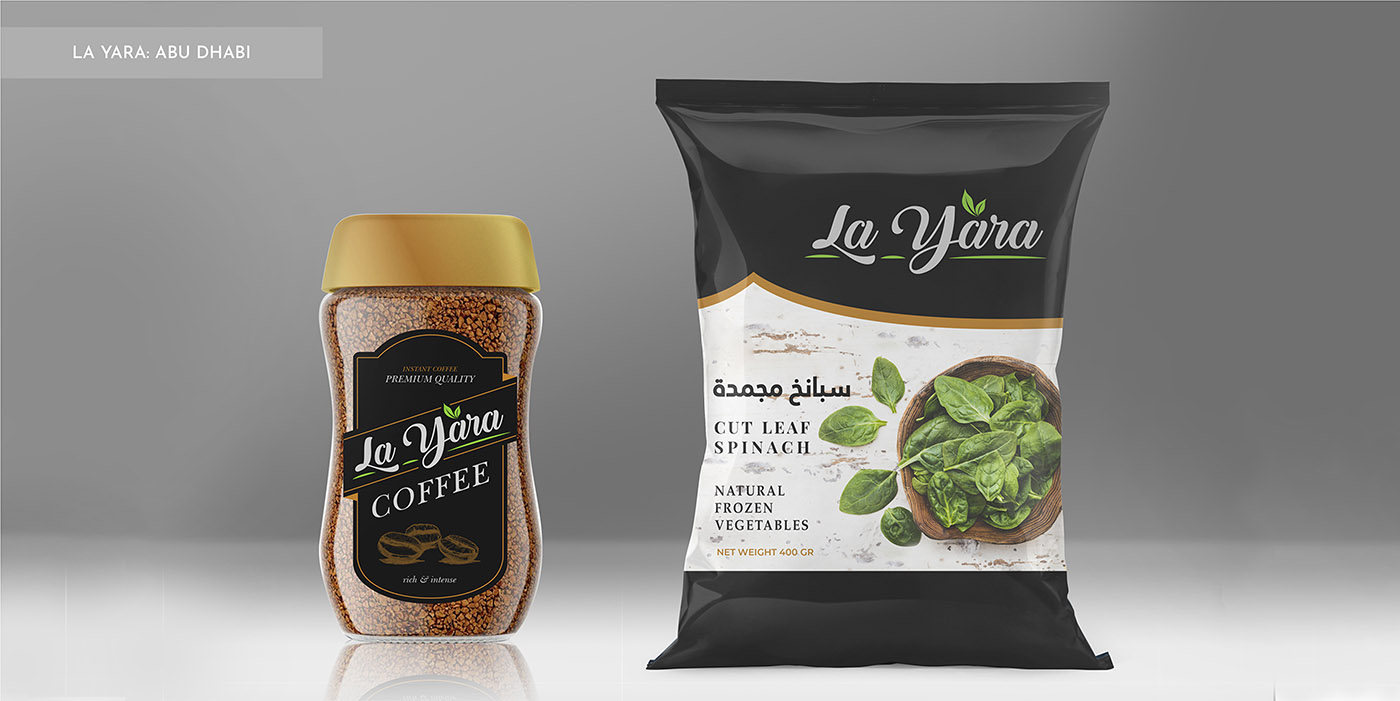 LA YARA: ABU DHABI
INSTANT COFFEE
PREMIUM QUALITY
La Yara
COFFEE
rich & intense
La Yara
سبانخ مجمدة
CUT LEAF
SPINACH
NATURAL
FROZEN
VEGETABLES
NET WEIGHT 400 GR